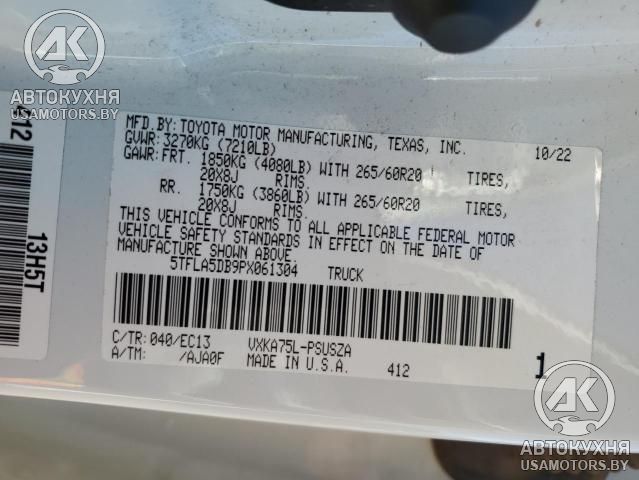 АВТОКУХНЯ
USAMOTORS.BY
412
13H5T
MFD.BY: TOYOTA MOTOR MANUFACTURING, TEXAS, INC. 10/22
GVWR: 3270KG (7210LB)
GAWR: FRT. 1850KG (4080LB) WITH 265/60R20 TIRES,
20X8J RIMS,
RR. 1750KG (3860LB) WITH 265/60R20 TIRES,
20X8J RIMS.
THIS VEHICLE CONFORMS TO ALL APPLICABLE FEDERAL MOTOR
VEHICLE SAFETY STANDARDS IN EFFECT ON THE DATE OF
MANUFACTURE SHOWN ABOVE.
5TFLA5DB9PX061304 TRUCK
C/TR: 040/EC13 VXKA75L-PSUSZA
A/TM: /AJA0F MADE IN U.S.A. 412 1
АВТОКУХНЯ
USAMOTORS.BY